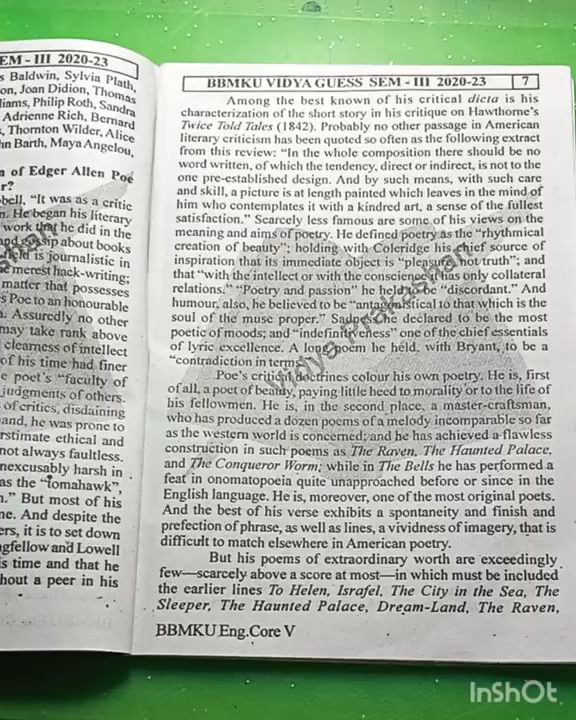 EM - III 2020-23
s Baldwin, Sylvia Plath,
on, Joan Didion, Thomas
liams, Philip Roth, Sandra
Adrienne Rich, Bernard
s, Thornton Wilder, Alice
hn Barth, Maya Angelou,
n of Edger Allen Poe
r?
bell, "It was as a critic
n. He began his literary
work that he did in the
and gossip about books
is journalistic in
merest hack-writing;
matter that possesses
s Poe to an honourable
. Assuredly no other
may take rank above
clearness of intellect
of his time had finer
e poet's "faculty of
judgments of others.
of critics, disdaining
and, he was prone to
rstimate ethical and
not always faultless.
nexcusably harsh in
as the "tomahawk",
n." But most of his
ne. And despite the
ers, it is to set down
gfellow and Lowell
is time and that he
hout a peer in his
BBMKU VIDYA GUESS SEM - III 2020-23 7
Among the best known of his critical dicta is his
characterization of the short story in his critique on Hawthorne's
Twice Told Tales (1842). Probably no other passage in American
literary criticism has been quoted so often as the following extract
from this review: "In the whole composition there should be no
word written, of which the tendency, direct or indirect, is not to the
one pre-established design. And by such means, with such care
and skill, a picture is at length painted which leaves in the mind of
him who contemplates it with a kindred art, a sense of the fullest
satisfaction." Scarcely less famous are some of his views on the
meaning and aims of poetry. He defined poetry as the "rhythmical
creation of beauty"; holding with Coleridge his chief source of
inspiration that its immediate object is "pleasure not truth"; and
that "with the intellect or with the conscience it has only collateral
relations." "Poetry and passion" he held to be "discordant." And
humour, also, he believed to be "antagonistical to that which is the
soul of the muse proper." Sadness he declared to be the most
poetic of moods; and "indefinitiveness" one of the chief essentials
of lyric excellence. A long poem he held, with Bryant, to be a
"contradiction in terms."
Poe's critical doctrines colour his own poetry. He is, first
of all, a poet of beauty, paying little heed to morality or to the life of
his fellowmen. He is, in the second place, a master-craftsman,
who has produced a dozen poems of a melody incomparable so far
as the western world is concerned; and he has achieved a flawless
construction in such poems as The Raven, The Haunted Palace,
and The Conqueror Worm; while in The Bells he has performed a
feat in onomatopoeia quite unapproached before or since in the
English language. He is, moreover, one of the most original poets.
And the best of his verse exhibits a spontaneity and finish and
prefection of phrase, as well as lines, a vividness of imagery, that is
difficult to match elsewhere in American poetry.
But his poems of extraordinary worth are exceedingly
few—scarcely above a score at most—in which must be included
the earlier lines To Helen, Israfel, The City in the Sea, The
Sleeper, The Haunted Palace, Dream-Land, The Raven,
BBMKU Eng.Core V
Vidya Prakashan
InShOt